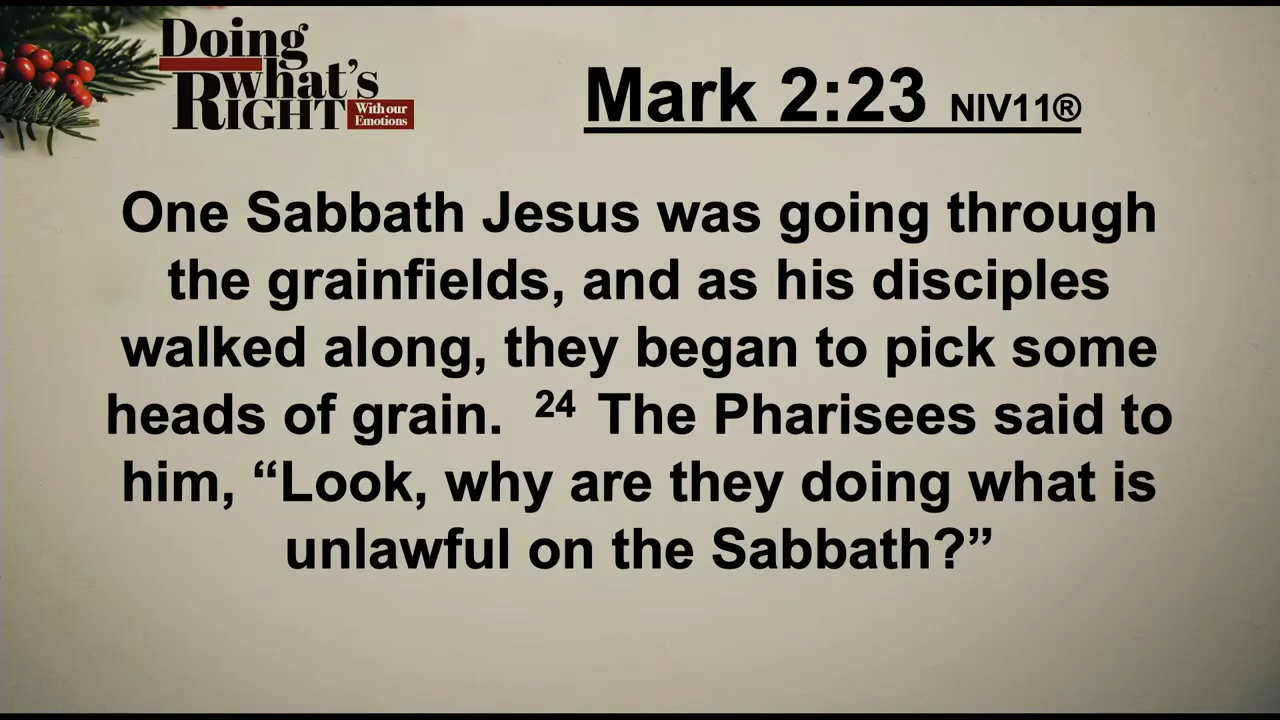 Doing
what's
RIGHT
With our
Emotions
Mark 2:23 NIV11®
One Sabbath Jesus was going through
the grainfields, and as his disciples
walked along, they began to pick some
heads of grain. 24 The Pharisees said to
him, “Look, why are they doing what is
unlawful on the Sabbath?”